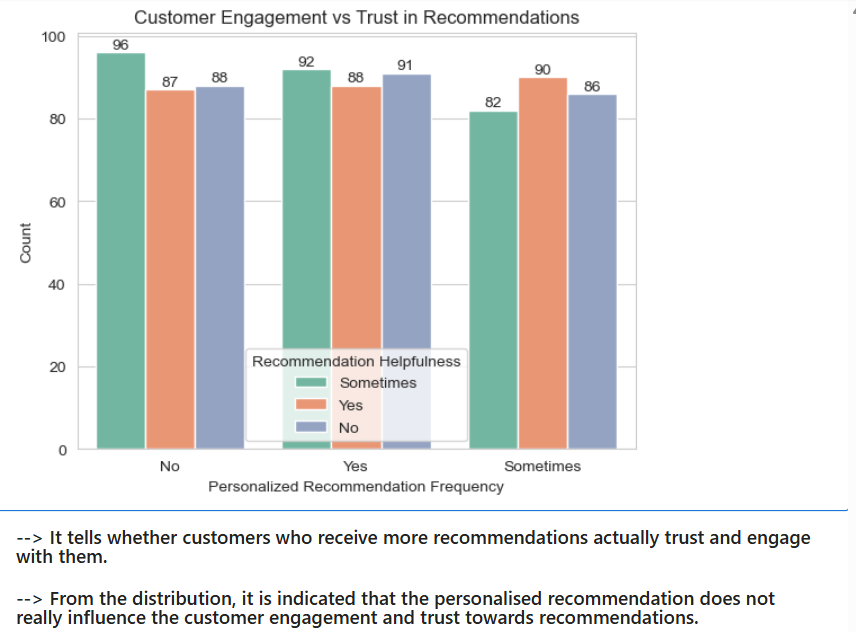 Customer Engagement vs Trust in Recommendations
100
80
60
40
20
0
Count
96
87
88
92
88
91
82
90
86
Recommendation Helpfulness
Sometimes
Yes
No
No
Yes
Sometimes
Personalized Recommendation Frequency
--> It tells whether customers who receive more recommendations actually trust and engage
with them.
--> From the distribution, it is indicated that the personalised recommendation does not
really influence the customer engagement and trust towards recommendations.